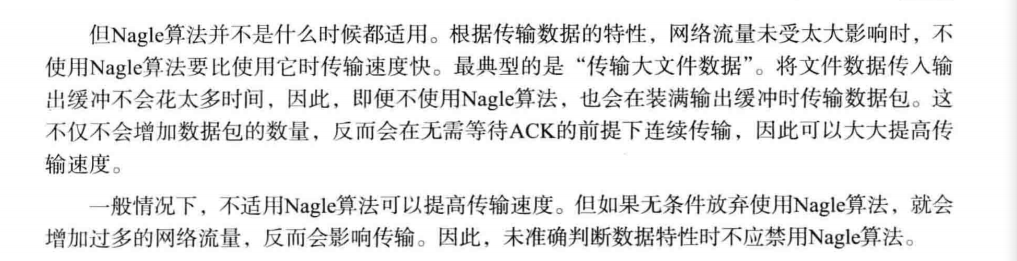 但Nagle算法并不是什么时候都适用。根据传输数据的特性，网络流量未受太大影响时，不
使用Nagle算法要比使用它时传输速度快。最典型的是“传输大文件数据”。将文件数据传入输
出缓冲不会花太多时间，因此，即便不使用Nagle算法，也会在装满输出缓冲时传输数据包。这
不仅不会增加数据包的数量，反而会在无需等待ACK的前提下连续传输，因此可以大大提高传
输速度。
一般情况下，不适用Nagle算法可以提高传输速度。但如果无条件放弃使用Nagle算法，就会
增加过多的网络流量，反而会影响传输。因此，未准确判断数据特性时不应禁用Nagle算法。